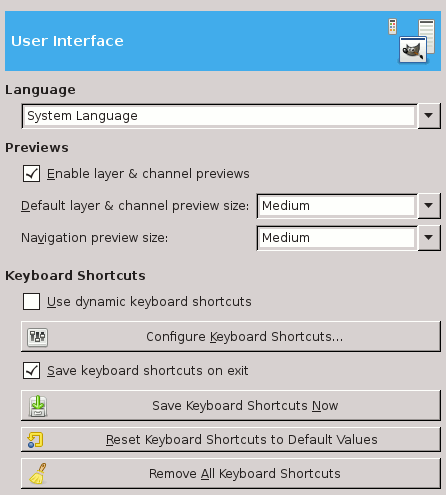 User Interface
Language
System Language
Previews
Enable layer & channel previews
Default layer & channel preview size: Medium
Navigation preview size: Medium
Keyboard Shortcuts
Use dynamic keyboard shortcuts
Configure Keyboard Shortcuts...
Save keyboard shortcuts on exit
Save Keyboard Shortcuts Now
Reset Keyboard Shortcuts to Default Values
Remove All Keyboard Shortcuts